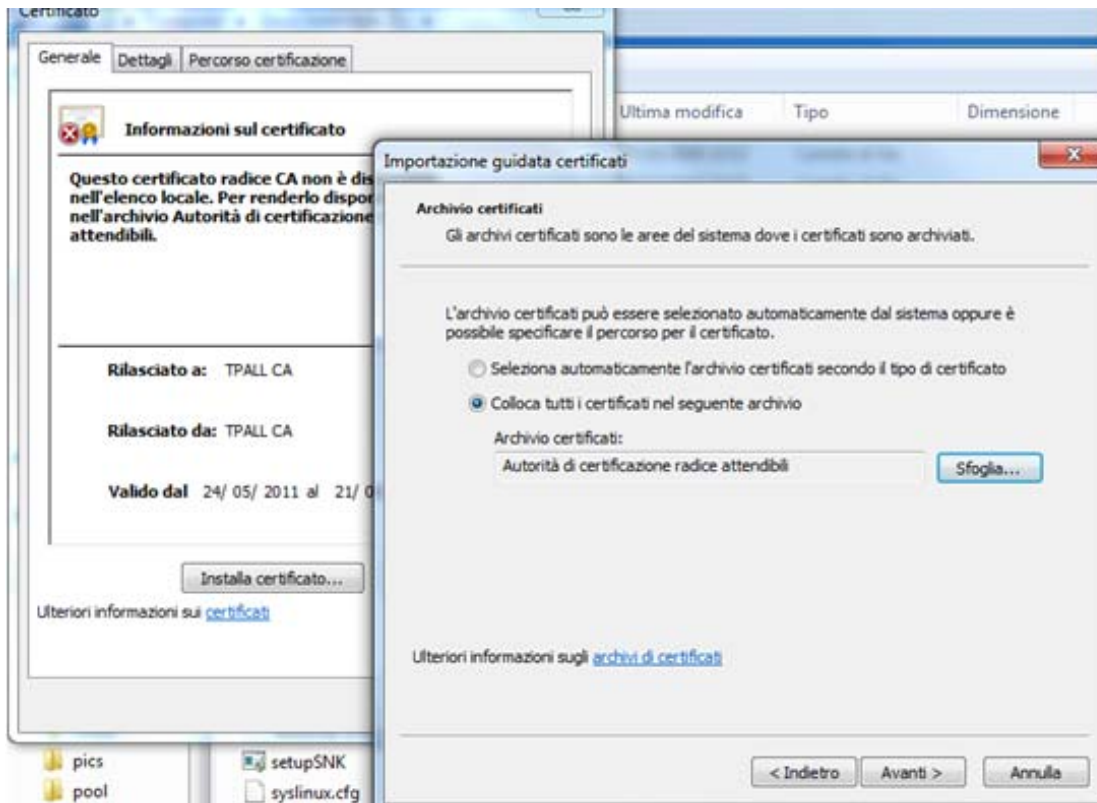 Certificato
Generale Dettagli Percorso certificazione
Informazioni sul certificato
Questo certificato radice CA non è dis
nell'elenco locale. Per renderlo dispor
nell'archivio Autorità di certificazione
attendibili.
Rilasciato a: TPALL CA
Rilasciato da: TPALL CA
Valido dal 24/ 05/ 2011 al 21/ 0
Installa certificato...
Ulteriori informazioni sui certificati
Ultima modifica Tipo Dimensione
Importazione guidata certificati
Archivio certificati
Gli archivi certificati sono le aree del sistema dove i certificati sono archiviati.
L'archivio certificati può essere selezionato automaticamente dal sistema oppure è
possibile specificare il percorso per il certificato.
Seleziona automaticamente l'archivio certificati secondo il tipo di certificato
Colloca tutti i certificati nel seguente archivio
Archivio certificati:
Autorità di certificazione radice attendibili
Sfoglia...
Ulteriori informazioni sugli archivi di certificati
< Indietro Avanti > Annulla
pics
pool
setupSNK
syslinux.cfg